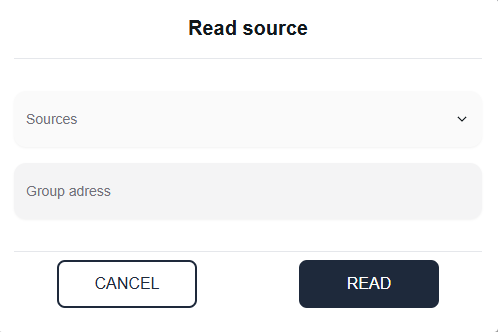 Read source
Sources
Group adress
CANCEL
READ